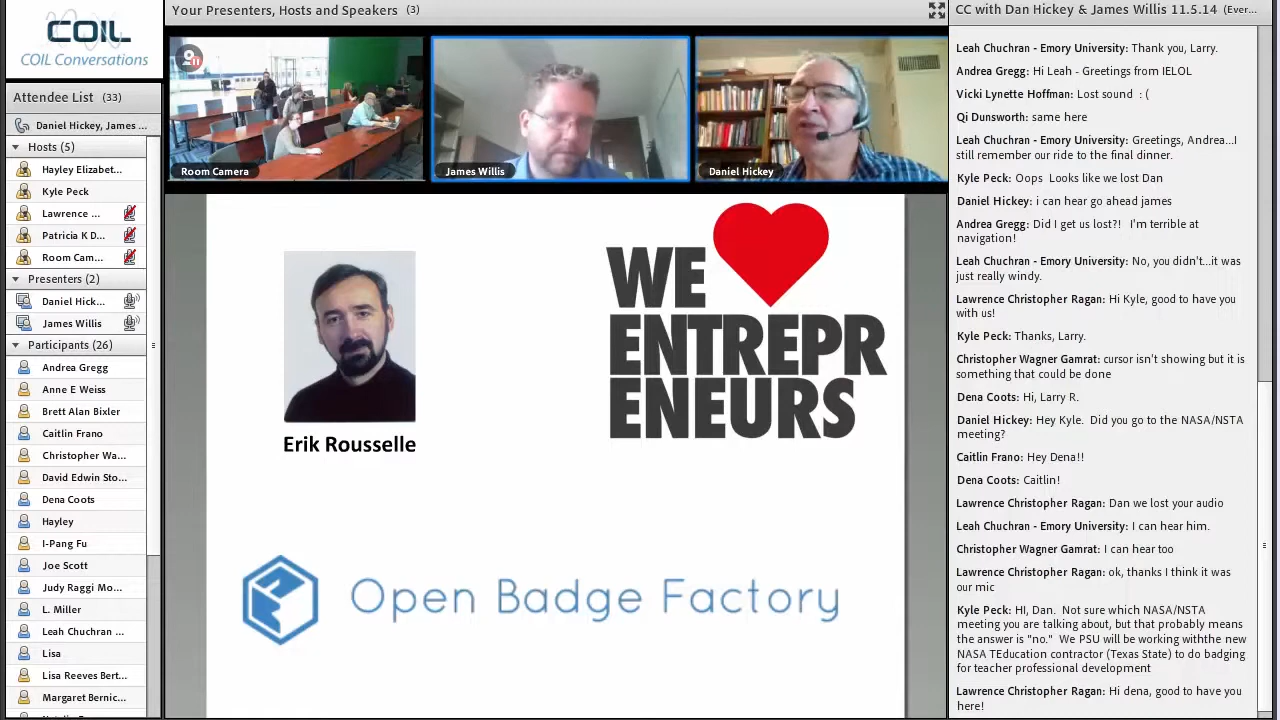 COIL
COIL Conversations
Attendee List (33)
Daniel Hickey, James ...
Hosts (5)
Hayley Elizabet...
Kyle Peck
Lawrence ...
Patricia K D...
Room Cam...
Presenters (2)
Daniel Hick...
James Willis
Participants (26)
Andrea Gregg
Anne E Weiss
Brett Alan Bixler
Caitlin Frano
Christopher Wa...
David Edwin Sto...
Dena Coots
Hayley
I-Pang Fu
Joe Scott
Judy Raggi Mo...
L. Miller
Leah Chuchran ...
Lisa
Lisa Reeves Bert...
Margaret Bernic...
Your Presenters, Hosts and Speakers (3)
Room Camera
James Willis
Daniel Hickey
Erik Rousselle
WE
ENTREPR
ENEURS
Open Badge Factory
CC with Dan Hickey & James Willis 11.5.14 (Ever...
Leah Chuchran - Emory University: Thank you, Larry.
Andrea Gregg: Hi Leah - Greetings from IELOL
Vicki Lynette Hoffman: Lost sound : (
Qi Dunsworth: same here
Leah Chuchran - Emory University: Greetings, Andrea...I
still remember our ride to the final dinner.
Kyle Peck: Oops Looks like we lost Dan
Daniel Hickey: i can hear go ahead james
Andrea Gregg: Did I get us lost?! I'm terrible at
navigation!
Leah Chuchran - Emory University: No, you didn't...it was
just really windy.
Lawrence Christopher Ragan: Hi Kyle, good to have you
with us!
Kyle Peck: Thanks, Larry.
Christopher Wagner Gamrat: cursor isn't showing but it is
something that could be done
Dena Coots: Hi, Larry R.
Daniel Hickey: Hey Kyle. Did you go to the NASA/NSTA
meeting?
Caitlin Frano: Hey Dena!!
Dena Coots: Caitlin!
Lawrence Christopher Ragan: Dan we lost your audio
Leah Chuchran - Emory University: I can hear him.
Christopher Wagner Gamrat: I can hear too
Lawrence Christopher Ragan: ok, thanks I think it was
our mic
Kyle Peck: HI, Dan. Not sure which NASA/NSTA
meeting you are talking about, but that probably means
the answer is "no." We PSU will be working withthe new
NASA TEducation contractor (Texas State) to do badging
for teacher professional development
Lawrence Christopher Ragan: Hi dena, good to have you
here!